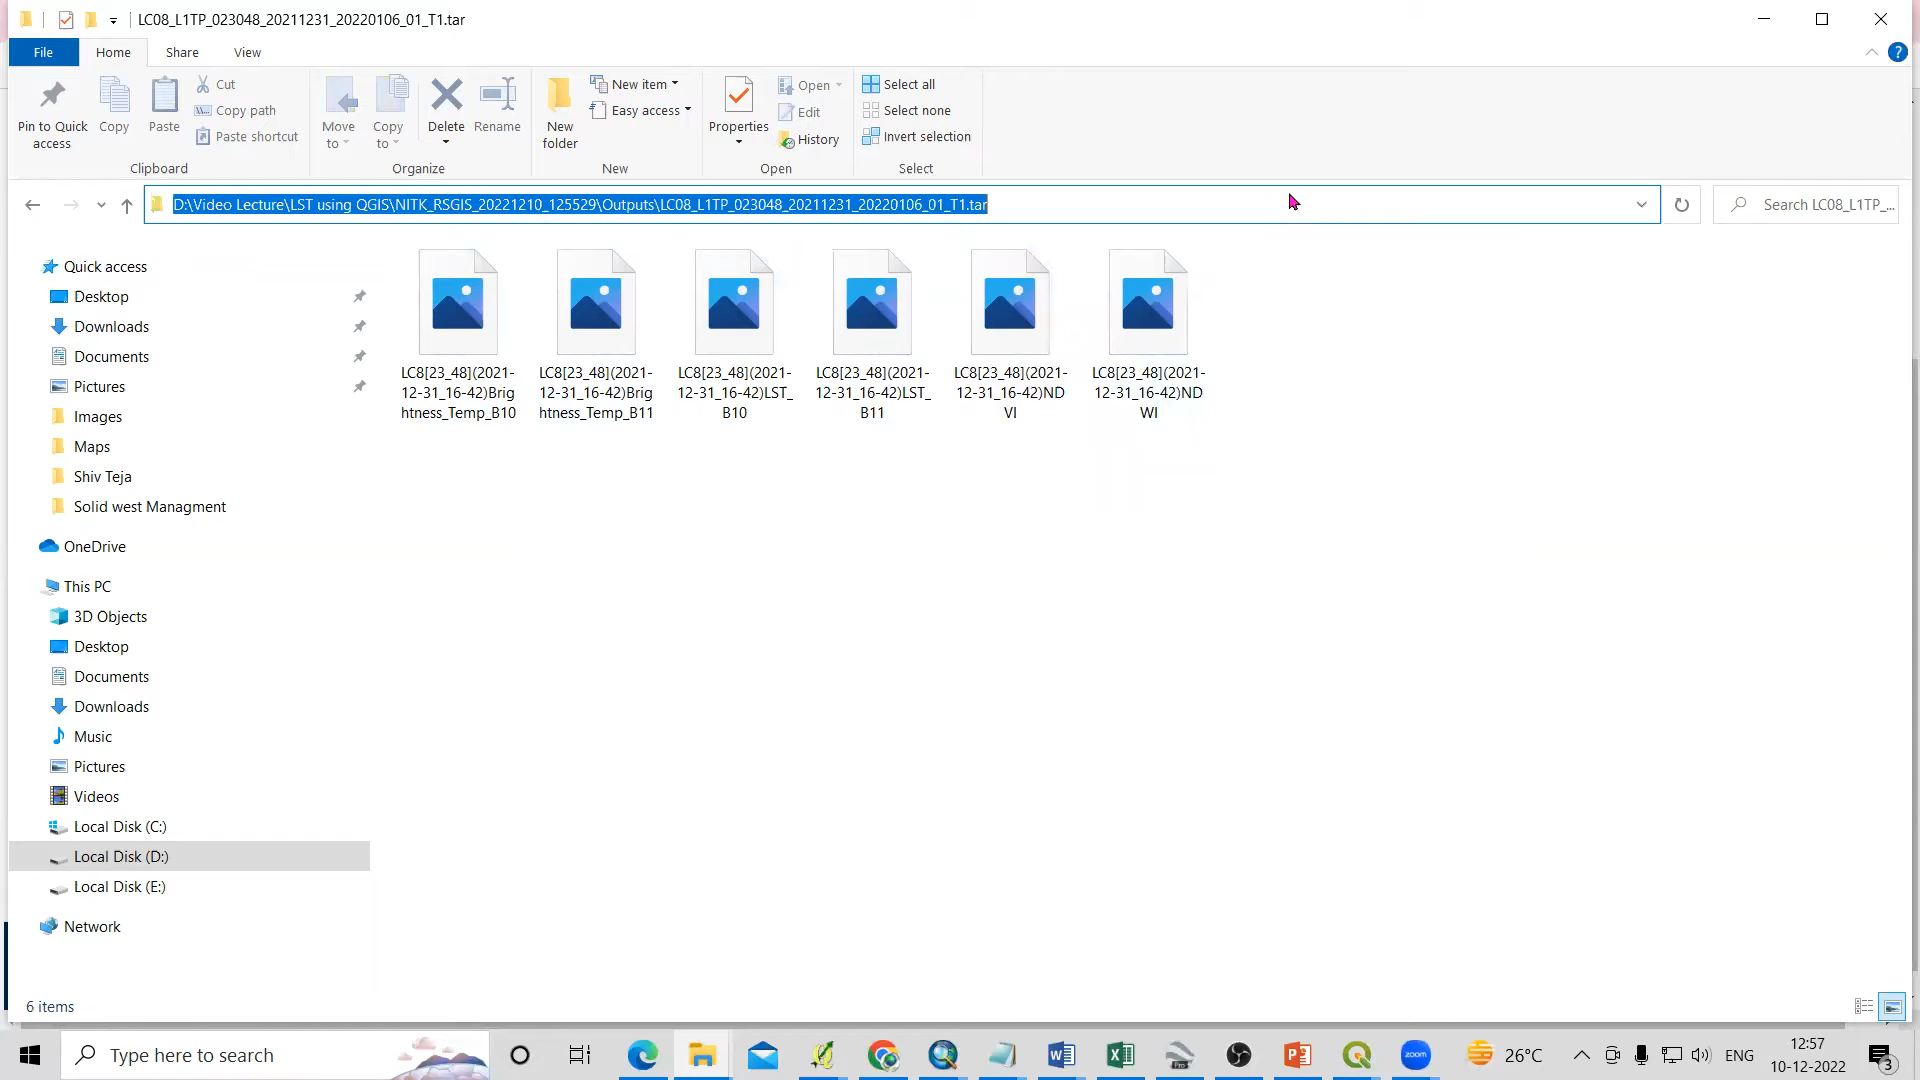 LC08_L1TP_023048_20211231_20220106_01_T1.tar
File
Home
Share
View
Pin to Quick
access
Copy
Paste
Cut
Copy path
Paste shortcut
Clipboard
Move
to
Copy
to
Delete
Rename
Organize
New
folder
New item
Easy access
New
Properties
Open
Edit
History
Open
Select all
Select none
Invert selection
Select
D:\Video Lecture\LST using QGIS\NITK_RSGIS_20221210_125529\Outputs\LC08_L1TP_023048_20211231_20220106_01_T1.tar
Search LC08_L1TP_...
Quick access
Desktop
Downloads
Documents
Pictures
Images
Maps
Shiv Teja
Solid west Managment
OneDrive
This PC
3D Objects
Desktop
Documents
Downloads
Music
Pictures
Videos
Local Disk (C:)
Local Disk (D:)
Local Disk (E:)
Network
LC8[23_48](2021-
12-31_16-42)Brig
htness_Temp_B10
LC8[23_48](2021-
12-31_16-42)Brig
htness_Temp_B11
LC8[23_48](2021-
12-31_16-42)LST_
B10
LC8[23_48](2021-
12-31_16-42)LST_
B11
LC8[23_48](2021-
12-31_16-42)ND
VI
LC8[23_48](2021-
12-31_16-42)ND
WI
6 items
Type here to search
Pro
zoom
26°C
ENG
12:57
10-12-2022
3